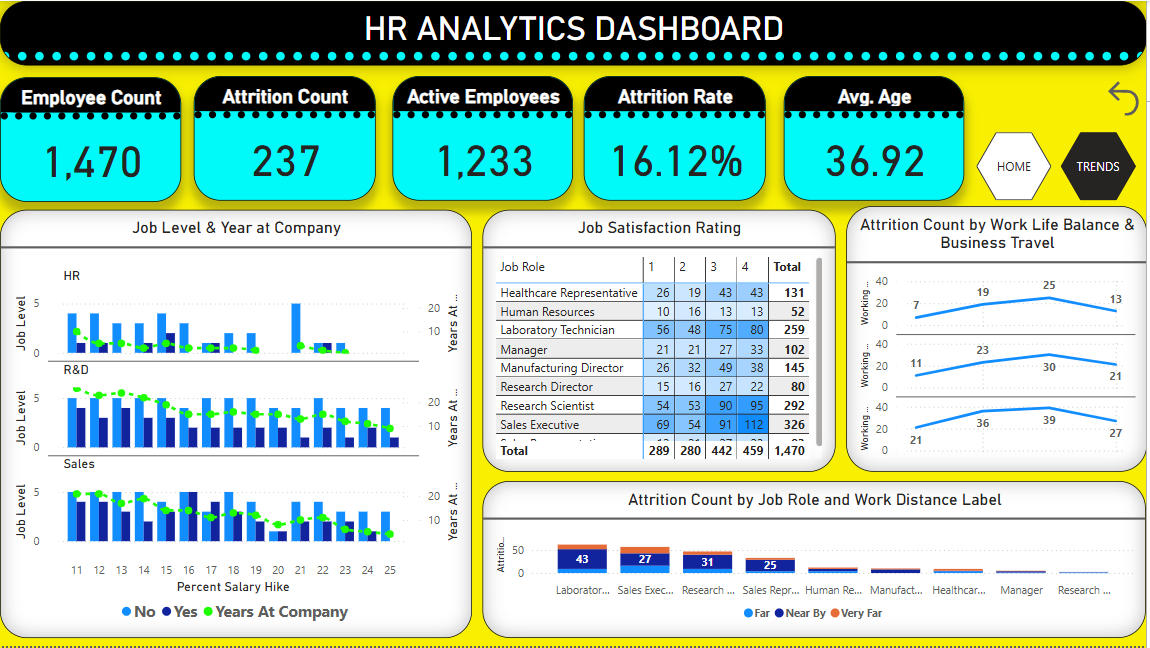 HR ANALYTICS DASHBOARD
Employee Count
1,470
Attrition Count
237
Active Employees
1,233
Attrition Rate
16.12%
Avg. Age
36.92
HOME
TRENDS
Job Level & Year at Company
HR
Job Level
5
0
20
10
Years At ...
R&D
Job Level
5
0
20
10
Years At ...
Sales
Job Level
5
0
20
10
Years At ...
11 12 13 14 15 16 17 18 19 20 21 22 23 24 25
Percent Salary Hike
No Yes Years At Company
Job Satisfaction Rating
Job Role 1 2 3 4 Total
Healthcare Representative 26 19 43 43 131
Human Resources 10 16 13 13 52
Laboratory Technician 56 48 75 80 259
Manager 21 21 27 33 102
Manufacturing Director 26 32 49 38 145
Research Director 15 16 27 22 80
Research Scientist 54 53 90 95 292
Sales Executive 69 54 91 112 326
Total 289 280 442 459 1,470
Attrition Count by Work Life Balance &
Business Travel
Working ...
40
20
0
7 19 25 13
Working ...
40
20
0
11 23 30 21
Working ...
40
20
0
21 36 39 27
Attrition Count by Job Role and Work Distance Label
Attritio...
50
0
43 27 31 25
Laborator... Sales Exec... Research ... Sales Repr... Human Re... Manufact... Healthcar... Manager Research ...
Far Near By Very Far